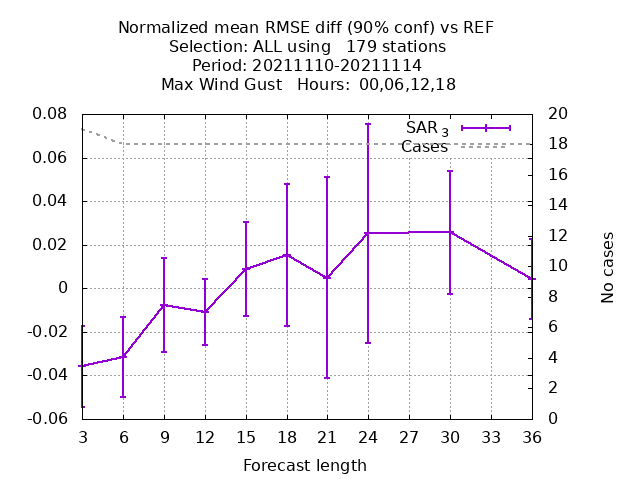 Normalized mean RMSE diff (90% conf) vs REF
Selection: ALL using   179 stations
Period: 20211110-20211114
Max Wind Gust   Hours:  00,06,12,18
0.08
0.06
0.04
0.02
0
-0.02
-0.04
-0.06
SAR 3
Cases
20
18
16
14
12
10
8
6
4
2
0
No cases
3 6 9 12 15 18 21 24 27 30 33 36
Forecast length